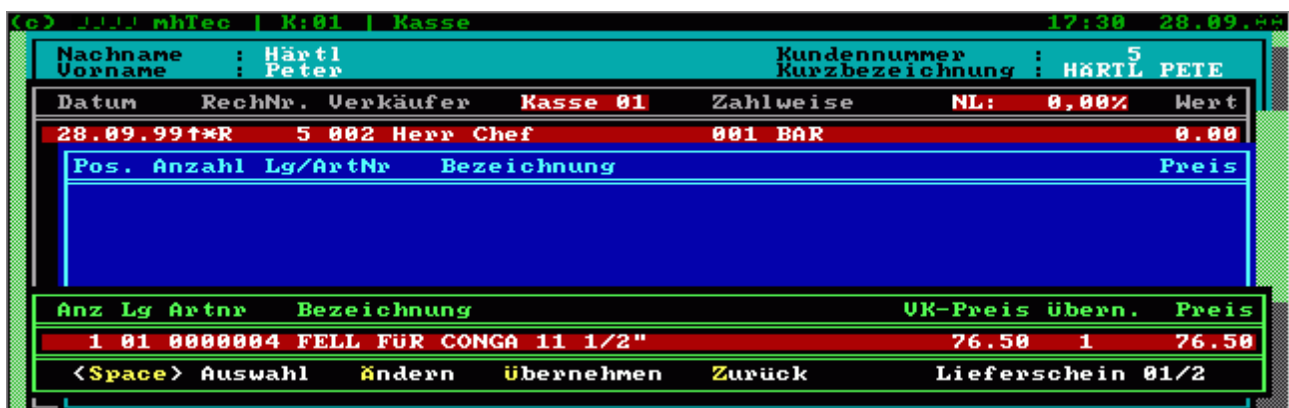 (c) mhTec | K:01 | Kasse 17:30 28.09.
Nachname : Härtl Kundennummer : 5
Vorname : Peter Kurzbezeichnung : HÄRTL PETE
Datum RechNr. Verkäufer Kasse 01 Zahlweise NL: 0,00% Wert
28.09.99↑*R 5 002 Herr Chef 001 BAR 0.00
Pos. Anzahl Lg/ArtNr Bezeichnung Preis
Anz Lg Artnr Bezeichnung VK-Preis übern. Preis
1 01 0000004 FELL FÜR CONGA 11 1/2" 76.50 1 76.50
<Space> Auswahl Ändern Übernehmen Zurück Lieferschein 01/2